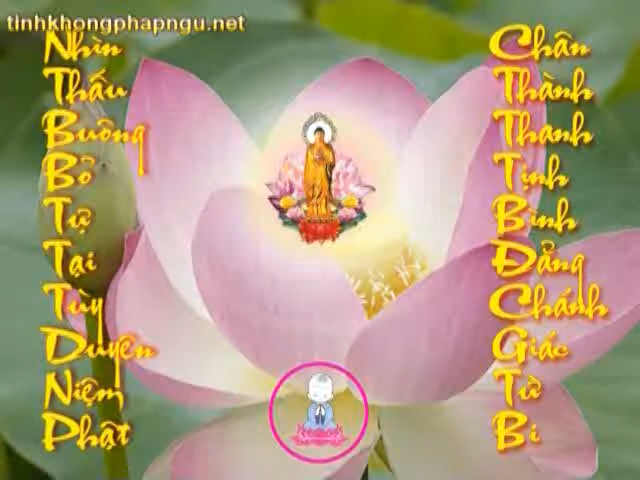 tinhkhongphapngu.net
Nhìn
Thấu
Buông
Bỏ
Tự
Tại
Tùy
Duyên
Niệm
Phật
Chân
Thành
Thanh
Tịnh
Bình
Đẳng
Chánh
Giác
Từ
Bi